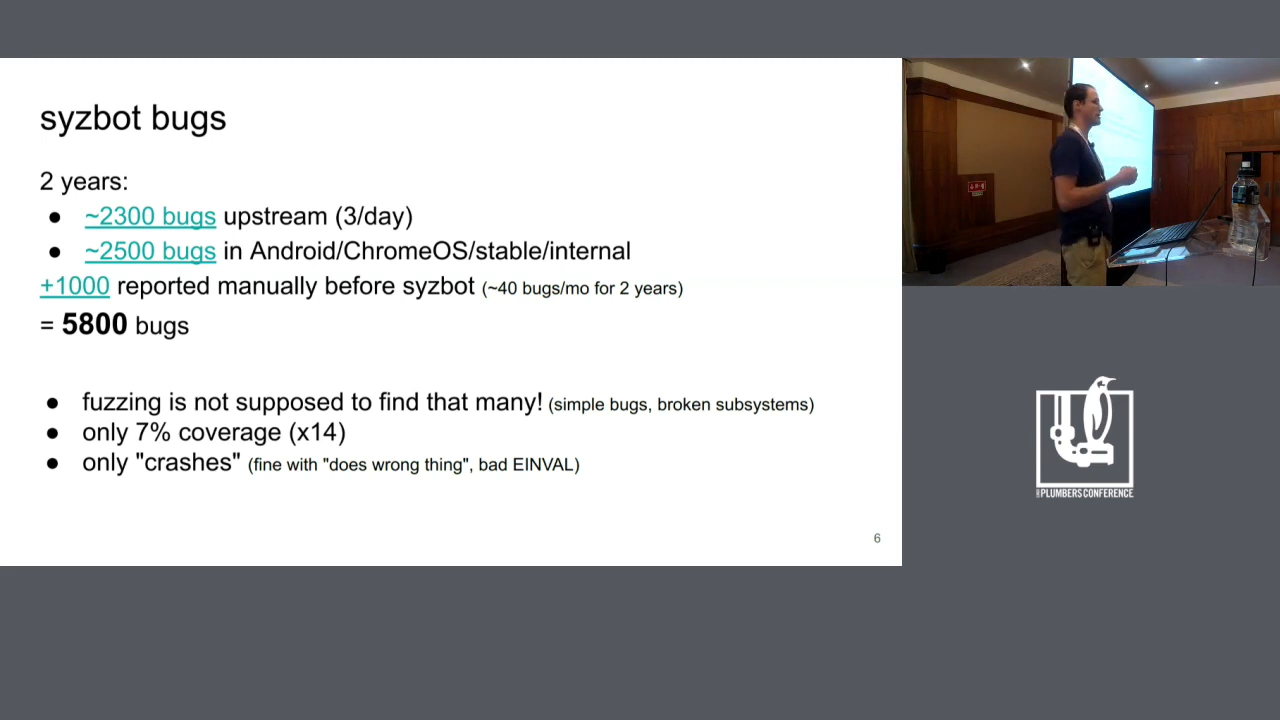 syzbot bugs
2 years:
● ~2300 bugs upstream (3/day)
● ~2500 bugs in Android/ChromeOS/stable/internal
+1000 reported manually before syzbot (~40 bugs/mo for 2 years)
= 5800 bugs
● fuzzing is not supposed to find that many! (simple bugs, broken subsystems)
● only 7% coverage (x14)
● only "crashes" (fine with "does wrong thing", bad EINVAL)
6
PLUMBERS CONFERENCE